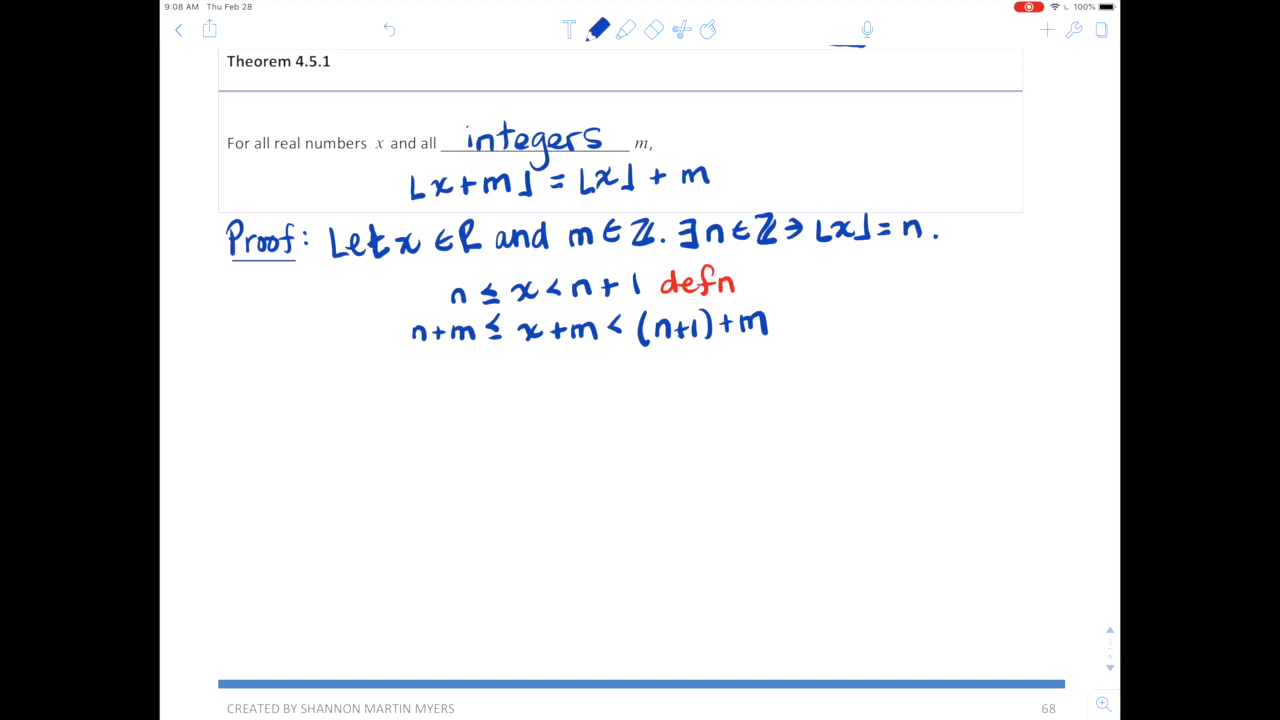 9:08 AM Thu Feb 28 100%
T
Theorem 4.5.1
For all real numbers x and all integers m,
⌊x+m⌋ = ⌊x⌋ + m
Proof: Let x ∈ R and m ∈ ℤ. ∃n ∈ ℤ ∋ ⌊x⌋ = n.
n ≤ x < n + 1 defn
n+m ≤ x+m < (n+1)+m
CREATED BY SHANNON MARTIN MYERS 68